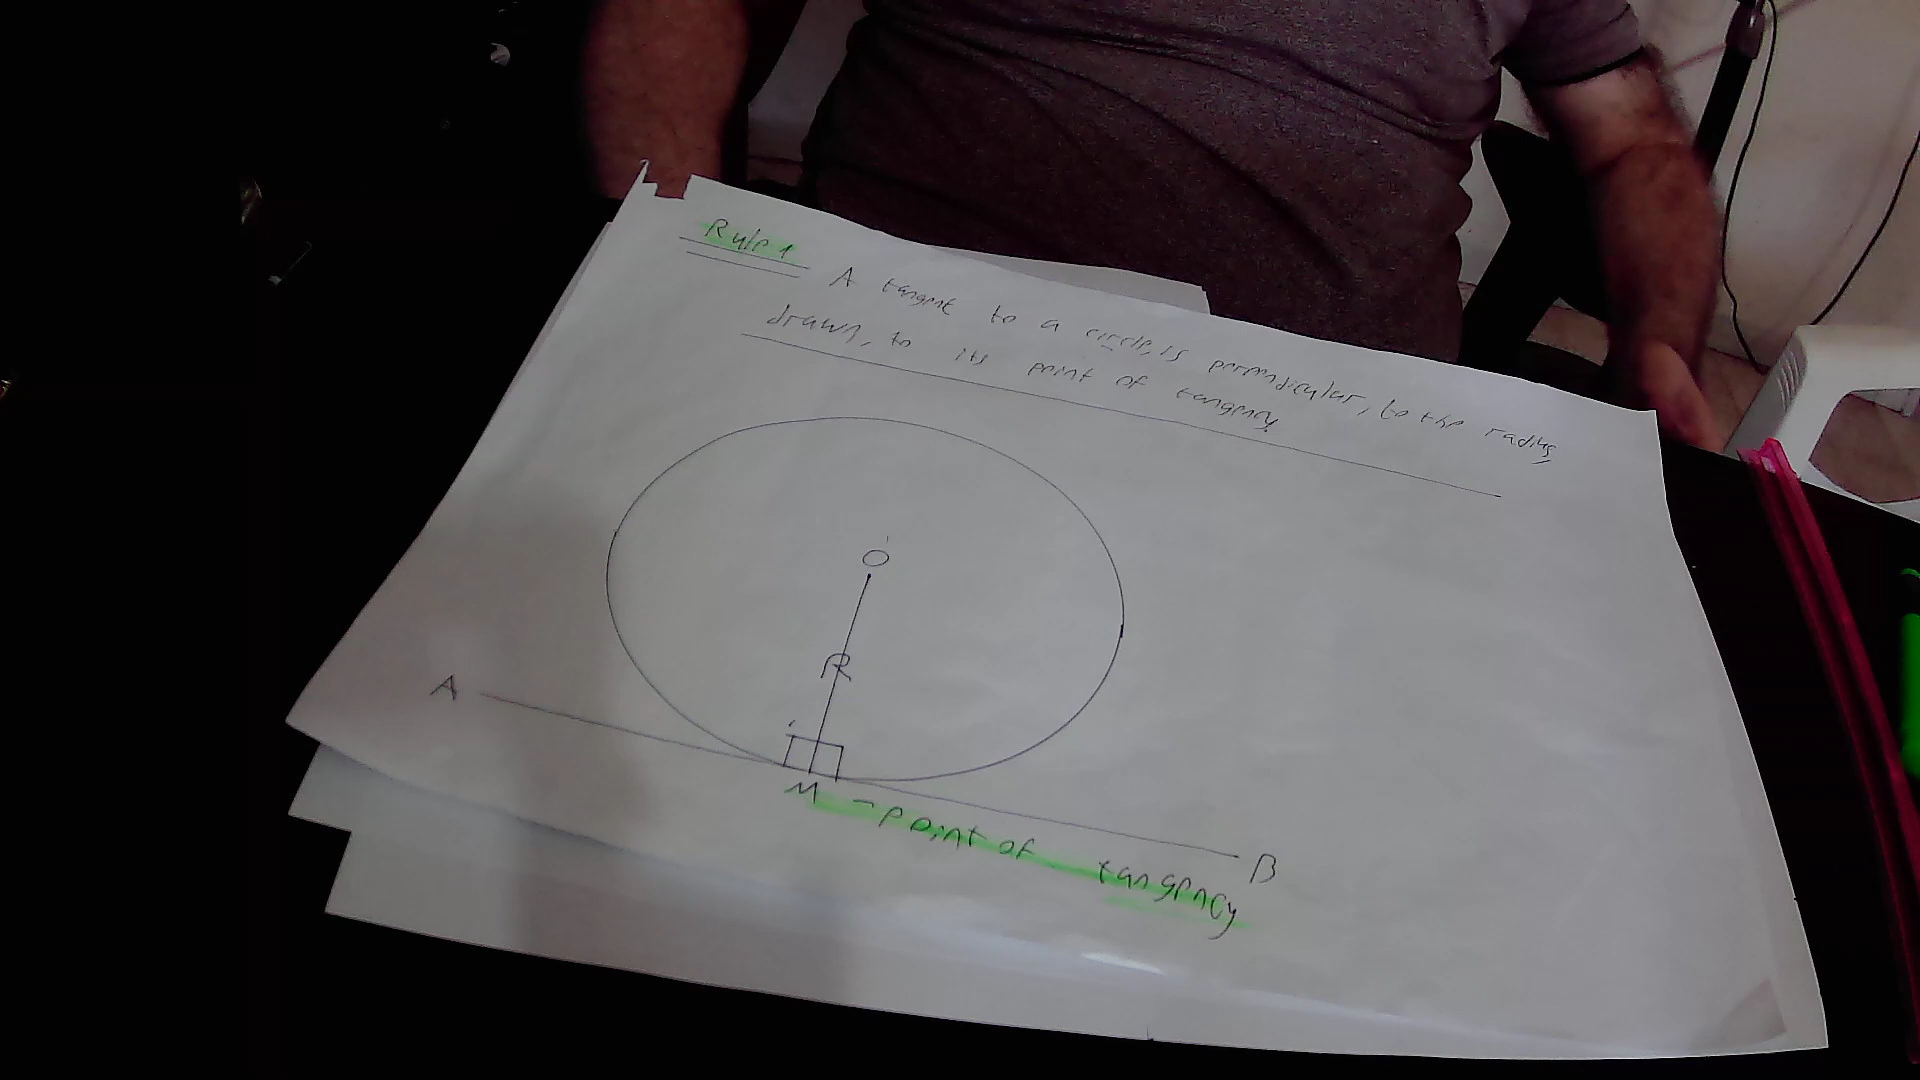 Rule 1
A tangent to a circle, is perpendicular, to the radius,
drawn, to its point of tangency.
O
R
A
M - point of tangency
B